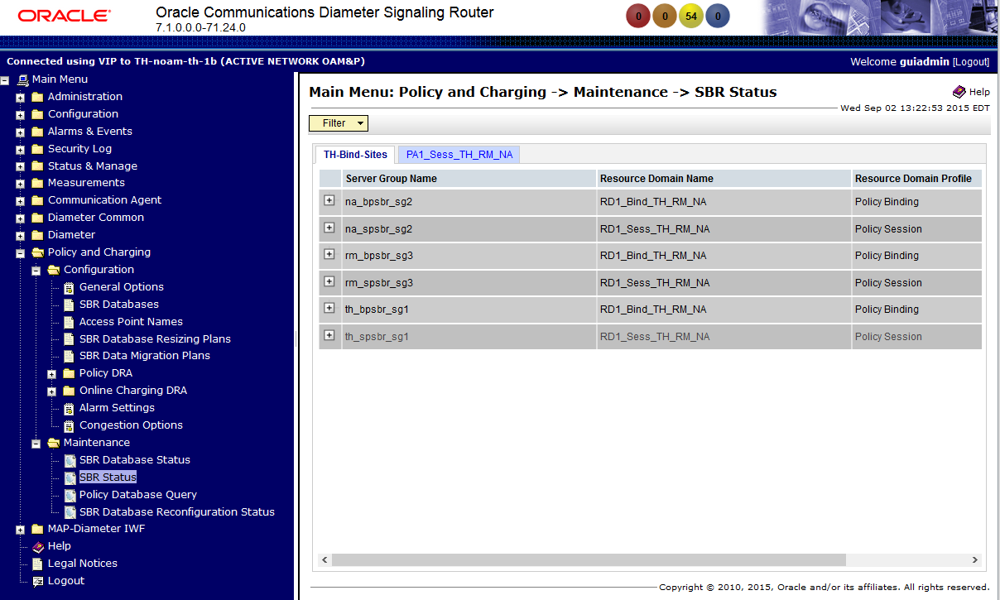 ORACLE®
Oracle Communications Diameter Signaling Router
7.1.0.0.0-71.24.0
0 0 54 0
Connected using VIP to TH-noam-th-1b (ACTIVE NETWORK OAM&P)
Welcome guiadmin [Logout]
Main Menu
Administration
Configuration
Alarms & Events
Security Log
Status & Manage
Measurements
Communication Agent
Diameter Common
Diameter
Policy and Charging
Configuration
General Options
SBR Databases
Access Point Names
SBR Database Resizing Plans
SBR Data Migration Plans
Policy DRA
Online Charging DRA
Alarm Settings
Congestion Options
Maintenance
SBR Database Status
SBR Status
Policy Database Query
SBR Database Reconfiguration Status
MAP-Diameter IWF
Help
Legal Notices
Logout
Main Menu: Policy and Charging -> Maintenance -> SBR Status
Help
Wed Sep 02 13:22:53 2015 EDT
Filter
TH-Bind-Sites PA1_Sess_TH_RM_NA
Server Group Name Resource Domain Name Resource Domain Profile
na_bpsbr_sg2 RD1_Bind_TH_RM_NA Policy Binding
na_spsbr_sg2 RD1_Sess_TH_RM_NA Policy Session
rm_bpsbr_sg3 RD1_Bind_TH_RM_NA Policy Binding
rm_spsbr_sg3 RD1_Sess_TH_RM_NA Policy Session
th_bpsbr_sg1 RD1_Bind_TH_RM_NA Policy Binding
th_spsbr_sg1 RD1_Sess_TH_RM_NA Policy Session
Copyright © 2010, 2015, Oracle and/or its affiliates. All rights reserved.